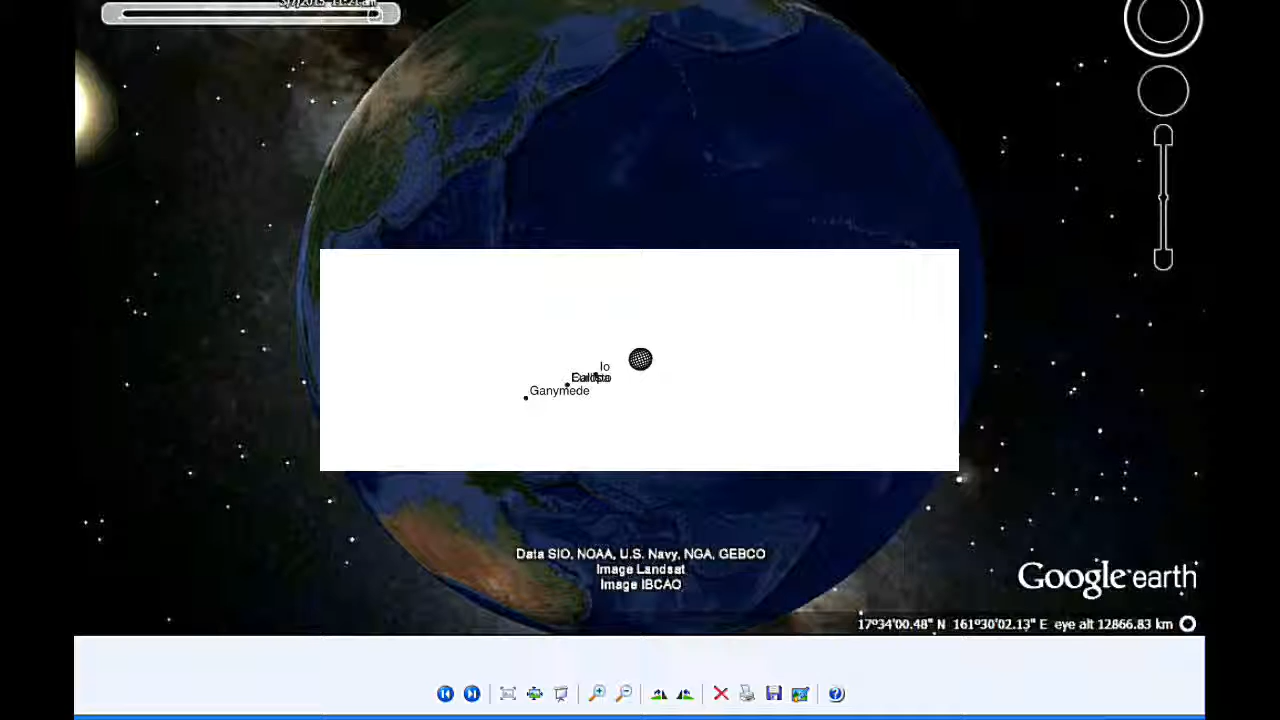 Io
Ganymede
Data SIO, NOAA, U.S. Navy, NGA, GEBCO
Image Landsat
Image IBCAO
Google earth
17°34'00.48" N 161°30'02.13" E eye alt 12866.83 km